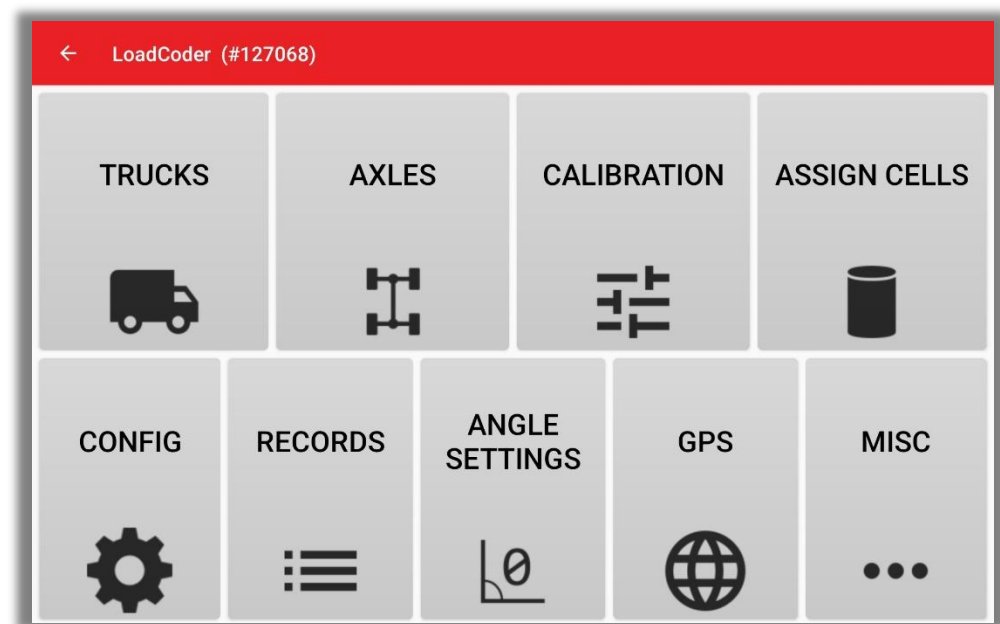 ← LoadCoder (#127068)
TRUCKS
AXLES
CALIBRATION
ASSIGN CELLS
CONFIG
RECORDS
ANGLE
SETTINGS
GPS
MISC